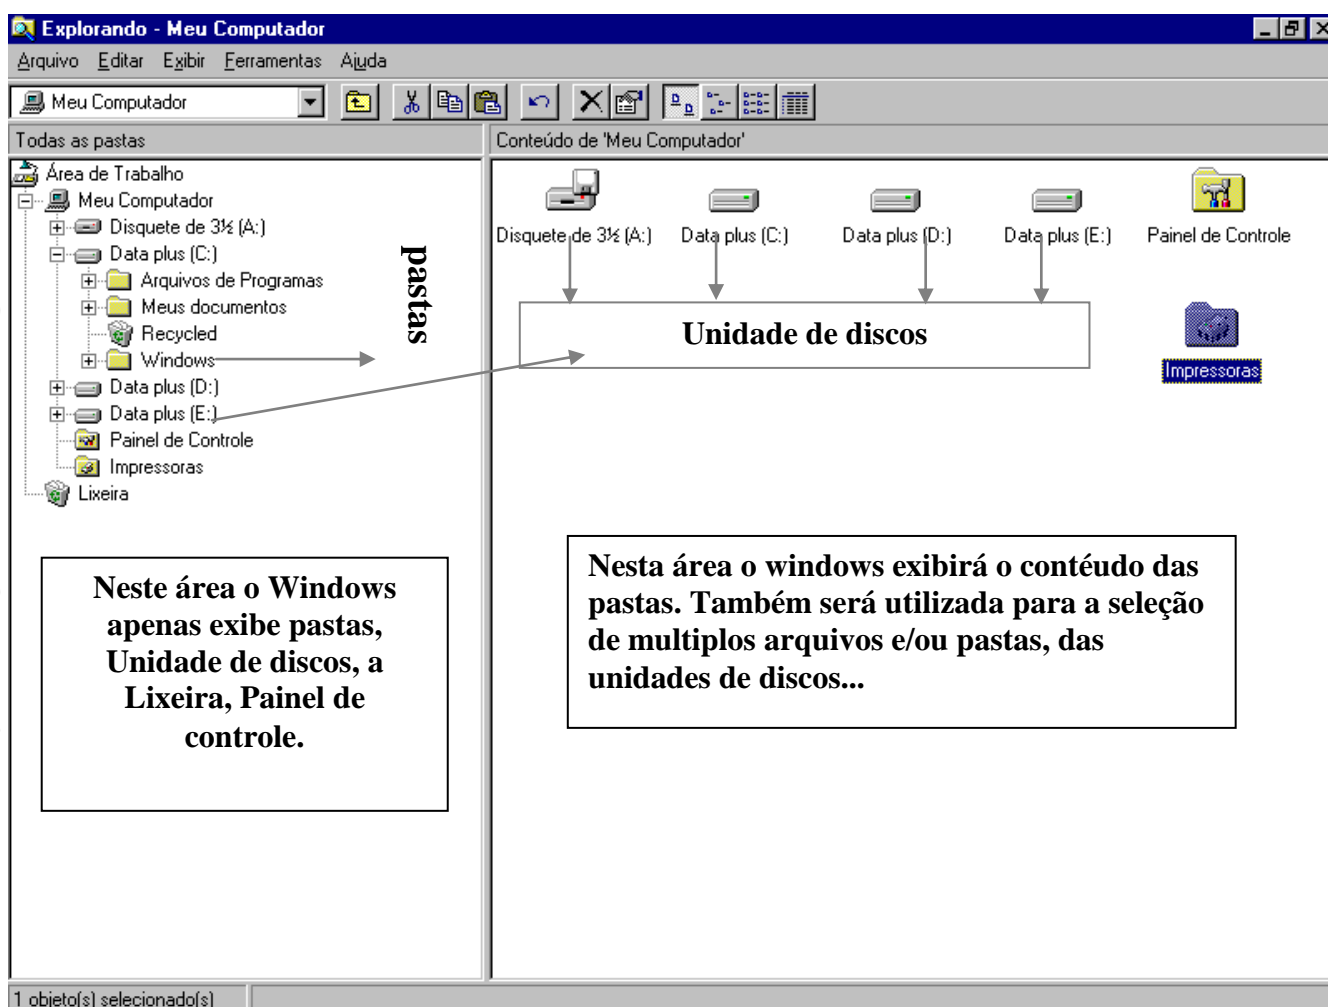 Explorando - Meu Computador
Arquivo Editar Exibir Ferramentas Ajuda
Meu Computador
Todas as pastas
Conteúdo de 'Meu Computador'
Área de Trabalho
Meu Computador
Disquete de 3½ (A:)
Data plus (C:)
Arquivos de Programas
Meus documentos
Recycled
Windows
Data plus (D:)
Data plus (E:)
Painel de Controle
Impressoras
Lixeira
pastas
Disquete de 3½ (A:) Data plus (C:) Data plus (D:) Data plus (E:) Painel de Controle
Unidade de discos
Impressoras
Neste área o Windows
apenas exibe pastas,
Unidade de discos, a
Lixeira, Painel de
controle.
Nesta área o windows exibirá o contéudo das
pastas. Também será utilizada para a seleção
de multiplos arquivos e/ou pastas, das
unidades de discos...
1 objeto(s) selecionado(s)